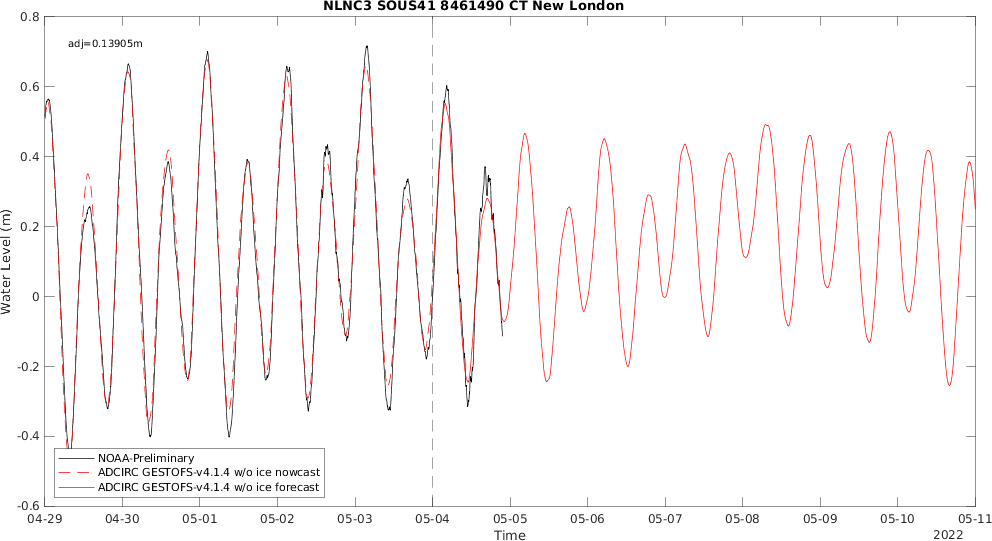 NLNC3 SOUS41 8461490 CT New London
adj=0.13905m
0.8
0.6
0.4
0.2
0
-0.2
-0.4
-0.6
Water Level (m)
NOAA-Preliminary
ADCIRC GESTOFS-v4.1.4 w/o ice nowcast
ADCIRC GESTOFS-v4.1.4 w/o ice forecast
04-29 04-30 05-01 05-02 05-03 05-04 05-05 05-06 05-07 05-08 05-09 05-10 05-11
Time
2022